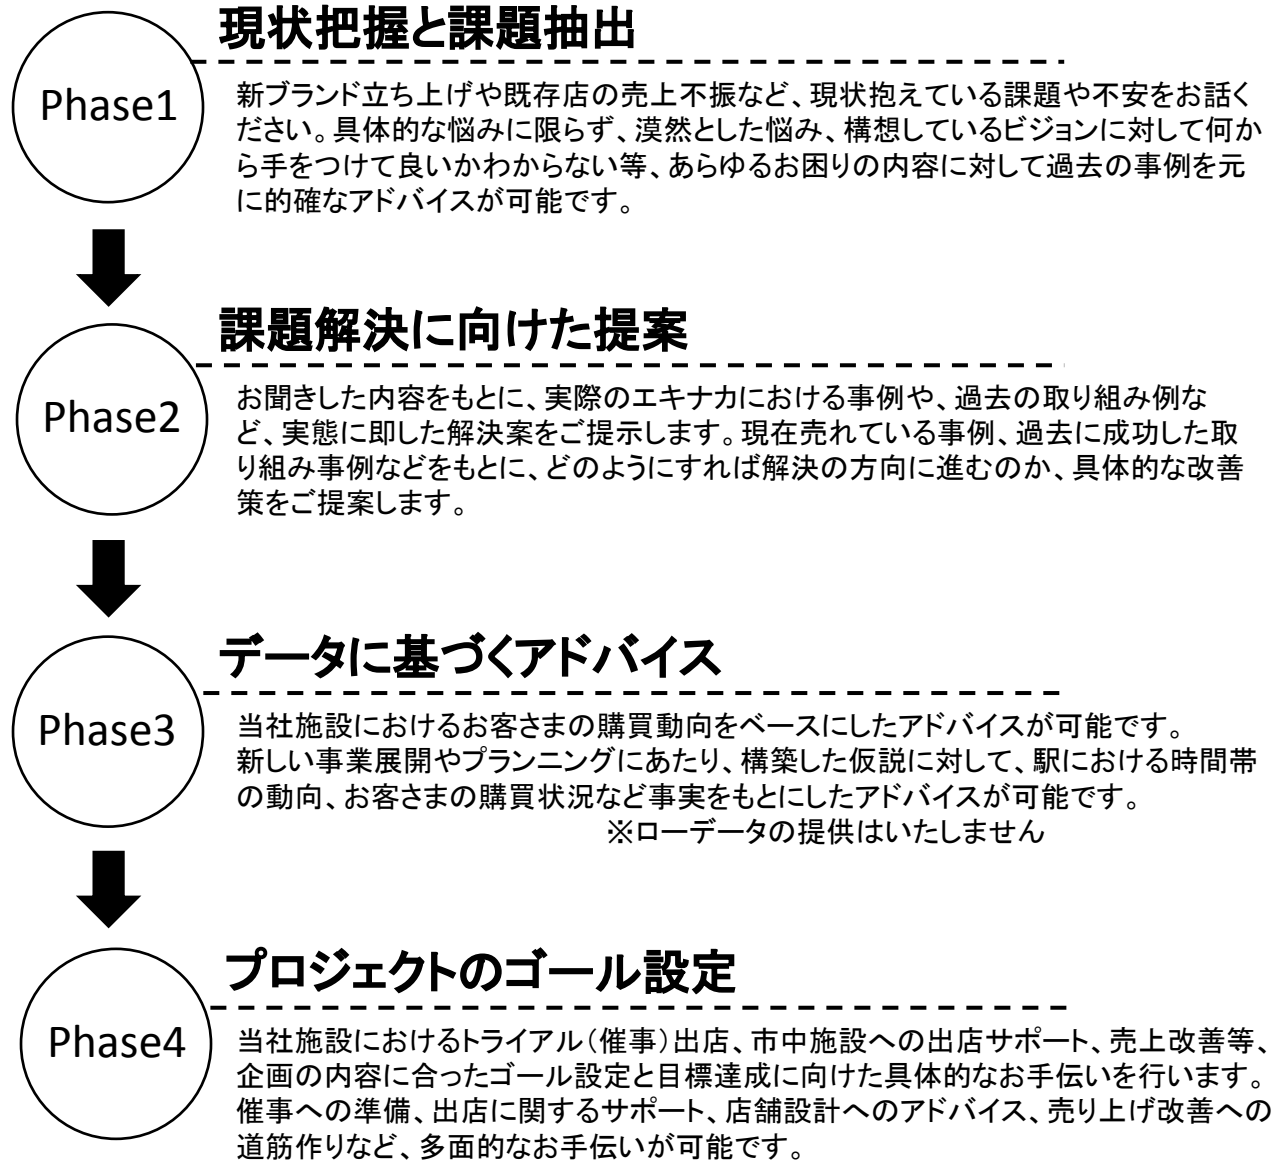 現状把握と課題抽出
Phase1
新ブランド立ち上げや既存店の売上不振など、現状抱えている課題や不安をお話く
ださい。具体的な悩みに限らず、漠然とした悩み、構想しているビジョンに対して何か
ら手をつけて良いかわからない等、あらゆるお困りの内容に対して過去の事例を元
に的確なアドバイスが可能です。
課題解決に向けた提案
Phase2
お聞きした内容をもとに、実際のエキナカにおける事例や、過去の取り組み例な
ど、実態に即した解決案をご提示します。現在売れている事例、過去に成功した取
り組み事例などをもとに、どのようにすれば解決の方向に進むのか、具体的な改善
策をご提案します。
データに基づくアドバイス
Phase3
当社施設におけるお客さまの購買動向をベースにしたアドバイスが可能です。
新しい事業展開やプランニングにあたり、構築した仮説に対して、駅における時間帯
の動向、お客さまの購買状況など事実をもとにしたアドバイスが可能です。
※ローデータの提供はいたしません
プロジェクトのゴール設定
Phase4
当社施設におけるトライアル（催事）出店、市中施設への出店サポート、売上改善等、
企画の内容に合ったゴール設定と目標達成に向けた具体的なお手伝いを行います。
催事への準備、出店に関するサポート、店舗設計へのアドバイス、売り上げ改善への
道筋作りなど、多面的なお手伝いが可能です。